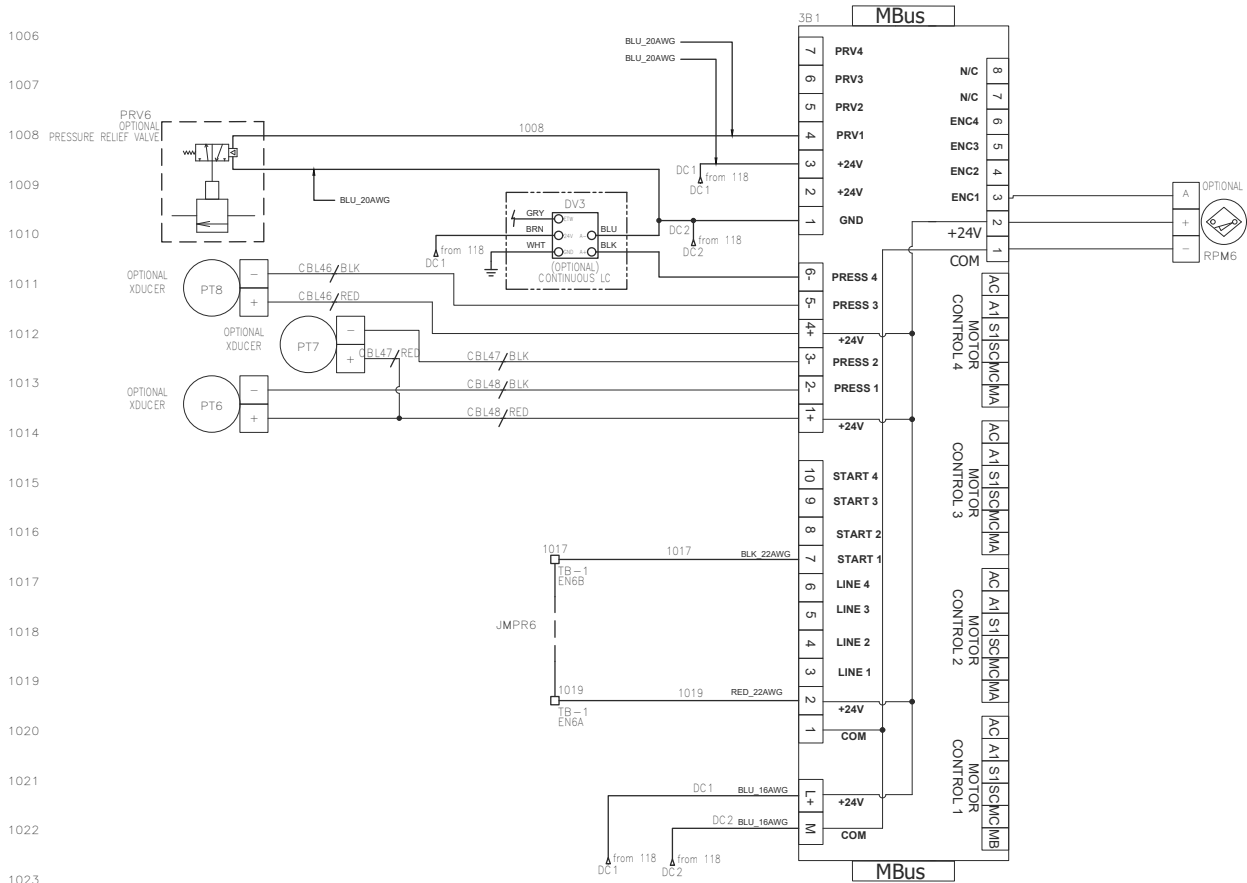 MBus
3B1
1006
1007
1008
1009
1010
1011
1012
1013
1014
1015
1016
1017
1018
1019
1020
1021
1022
1023
BLU_20AWG
BLU_20AWG
PRV6
OPTIONAL
PRESSURE RELIEF VALVE
1008
BLU_20AWG
DC1
from 118
DC1
DV3
GRY
BRN
WHT
24V
GND
A-
A+
BLU
BLK
(OPTIONAL)
CONTINUOUS LC
from 118
DC1
DC2
from 118
DC2
OPTIONAL
XDUCER
PT8
-
+
CBL46
BLK
CBL46
RED
OPTIONAL
XDUCER
PT7
-
+
CBL47
RED
CBL47
BLK
OPTIONAL
XDUCER
PT6
-
+
CBL48
BLK
CBL48
RED
1017
1017
BLK_22AWG
TB-1
EN6B
JMPR6
1019
1019
RED_22AWG
TB-1
EN6A
DC1
BLU_16AWG
DC2
BLU_16AWG
from 118
DC1
from 118
DC2
7 PRV4
6 PRV3
5 PRV2
4 PRV1
3 +24V
2 +24V
1 GND
6- PRESS 4
5- PRESS 3
4+ +24V
3- PRESS 2
2- PRESS 1
1+ +24V
10 START 4
9 START 3
8 START 2
7 START 1
6 LINE 4
5 LINE 3
4 LINE 2
3 LINE 1
2 +24V
1 COM
L+ +24V
M COM
N/C 8
N/C 7
ENC4 6
ENC3 5
ENC2 4
ENC1 3
+24V 2
COM 1
A
+
-
OPTIONAL
RPM6
MOTOR
CONTROL 4
AC A1 S1 SC MC MA
MOTOR
CONTROL 3
AC A1 S1 SC MC MA
MOTOR
CONTROL 2
AC A1 S1 SC MC MA
MOTOR
CONTROL 1
AC A1 S1 SC MC MB
MBus